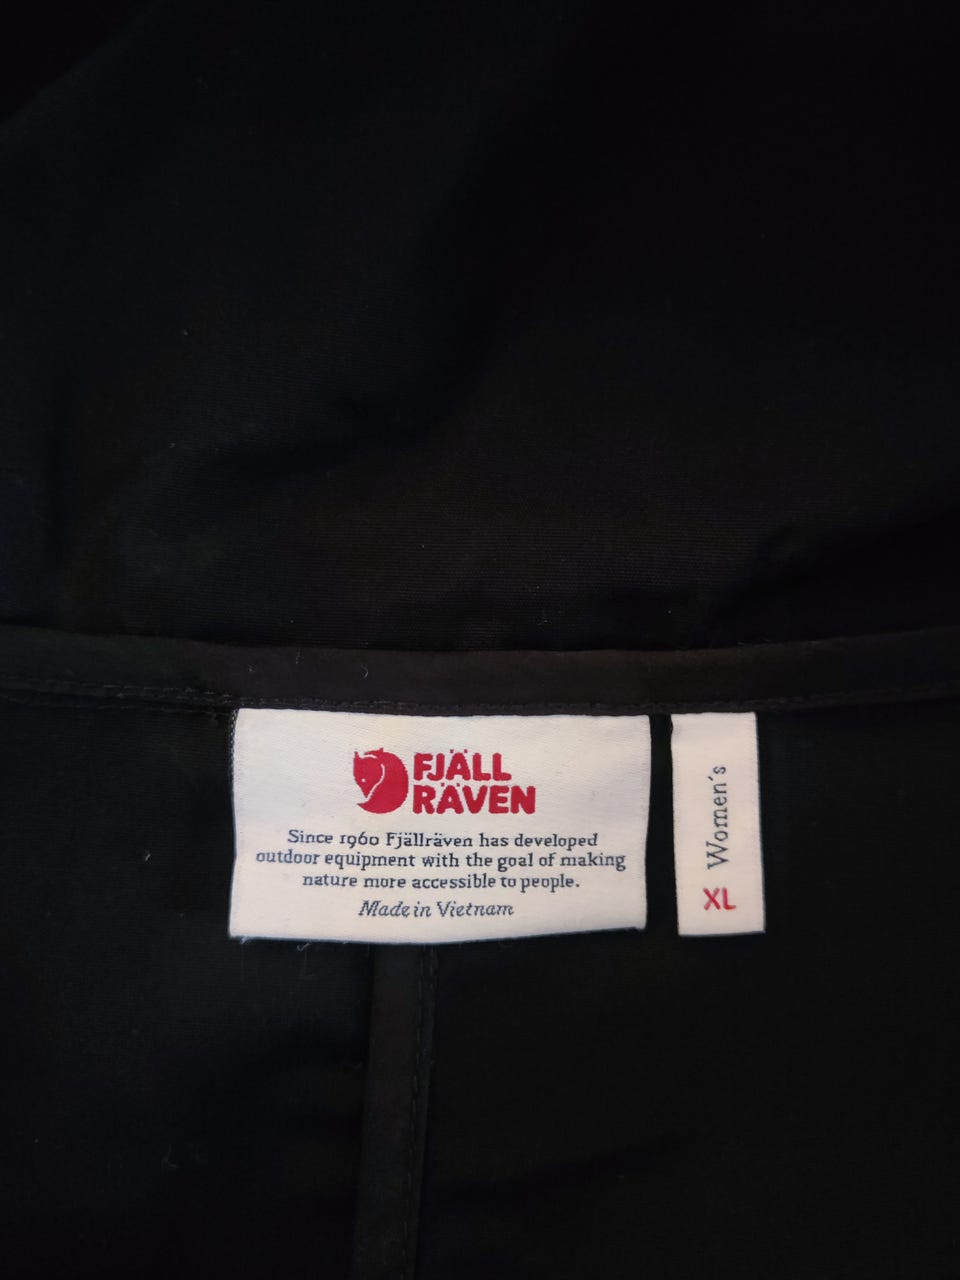 FJÄLL
RÄVEN
Since 1960 Fjällräven has developed
outdoor equipment with the goal of making
nature more accessible to people.
Made in Vietnam
Women´s
XL